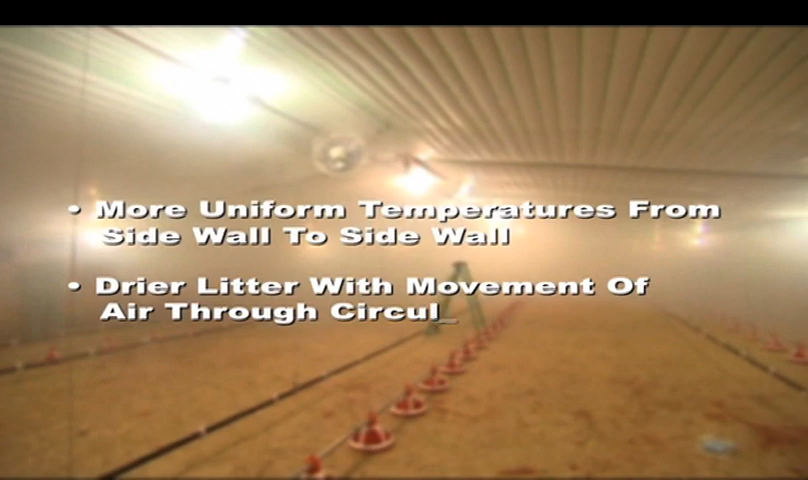 • More Uniform Temperatures From
Side Wall To Side Wall
• Drier Litter With Movement Of
Air Through Circul_